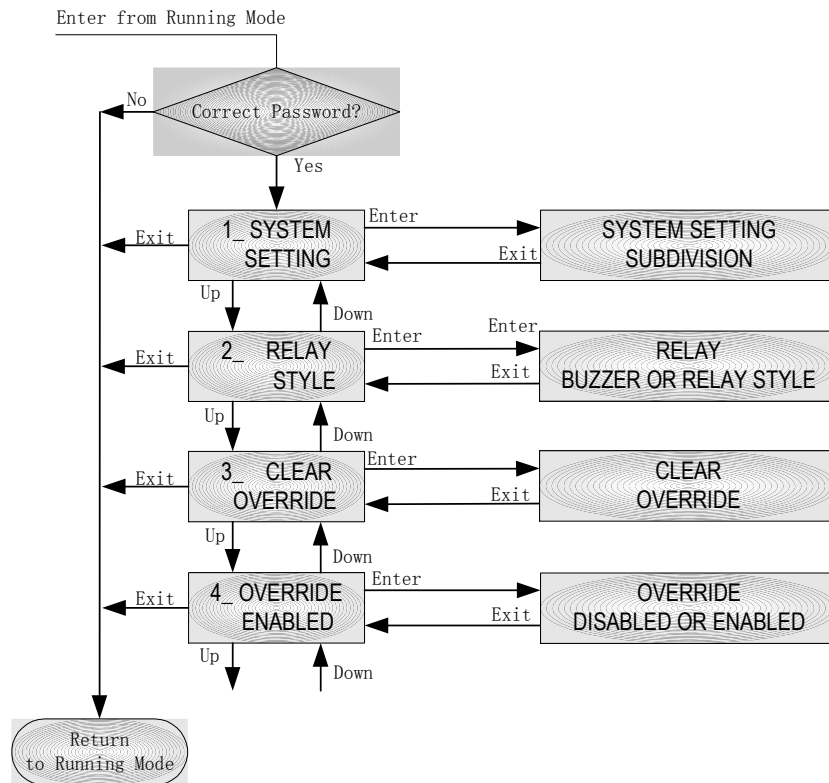 Enter from Running Mode
Correct Password?
No
Yes
1_ SYSTEM
SETTING
Enter
Exit
Exit
SYSTEM SETTING
SUBDIVISION
Up
Down
2_ RELAY
STYLE
Enter
Enter
Exit
Exit
RELAY
BUZZER OR RELAY STYLE
Up
Down
3_ CLEAR
OVERRIDE
Enter
Exit
Exit
CLEAR
OVERRIDE
Up
Down
4_ OVERRIDE
ENABLED
Enter
Exit
Exit
OVERRIDE
DISABLED OR ENABLED
Up
Down
Return
to Running Mode